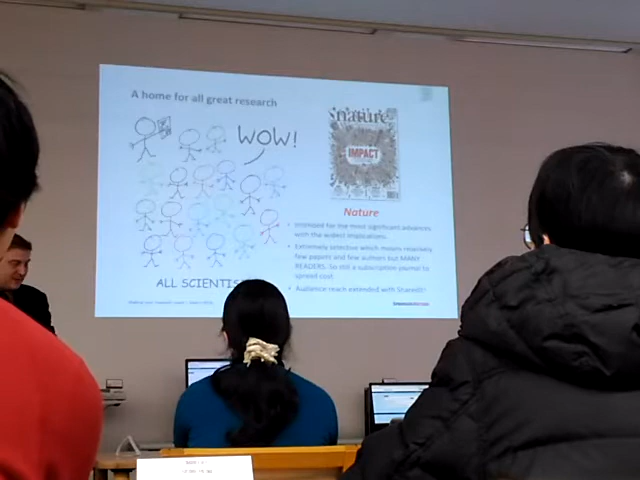 A home for all great research
WOW!
ALL SCIENTIS
nature
IMPACT
Nature
Intended for the most significant advances
with the widest implications.
Extremely selective which means relatively
few papers and few authors but MANY
READERS. So still a subscription journal to
spread cost.
Audience reach extended with SharedIt!